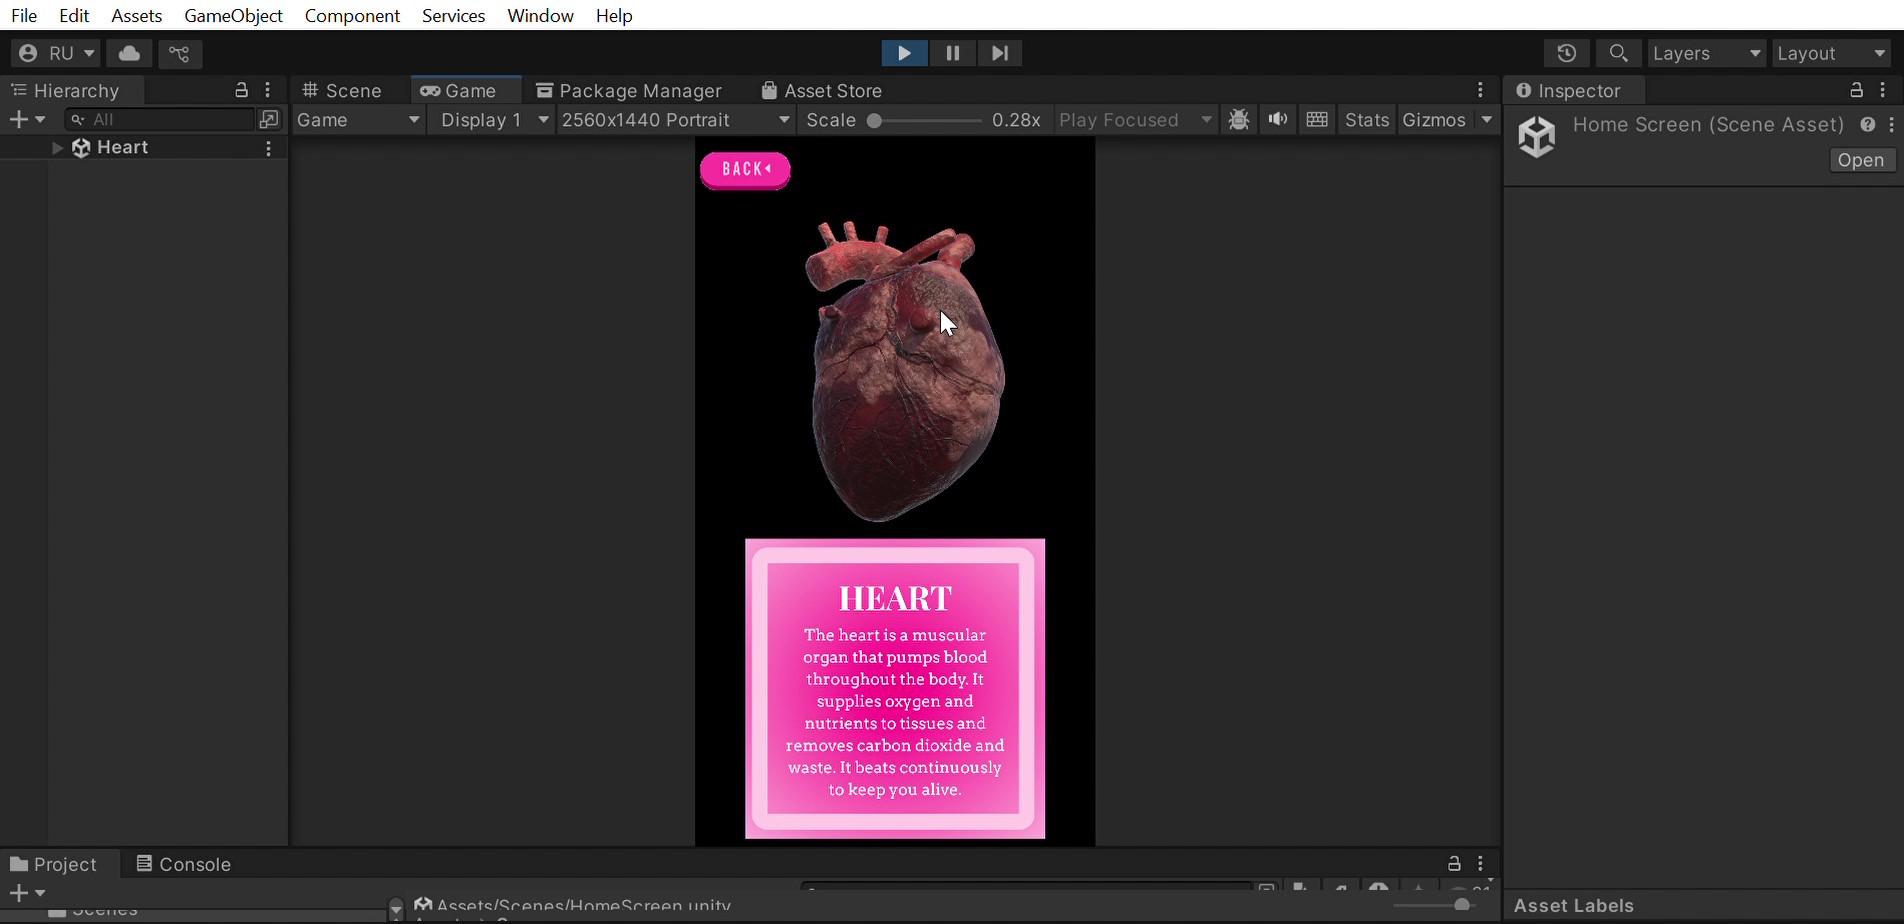 File Edit Assets GameObject Component Services Window Help
RU Layers Layout
Hierarchy Scene Game Package Manager Asset Store Inspector
All Game Display 1 2560x1440 Portrait Scale 0.28x Play Focused Stats Gizmos Home Screen (Scene Asset)
Heart Open
BACK
HEART
The heart is a muscular
organ that pumps blood
throughout the body. It
supplies oxygen and
nutrients to tissues and
removes carbon dioxide and
waste. It beats continuously
to keep you alive.
Project Console
Scenes Assets/Scenes/HomeScreen.unity Asset Labels